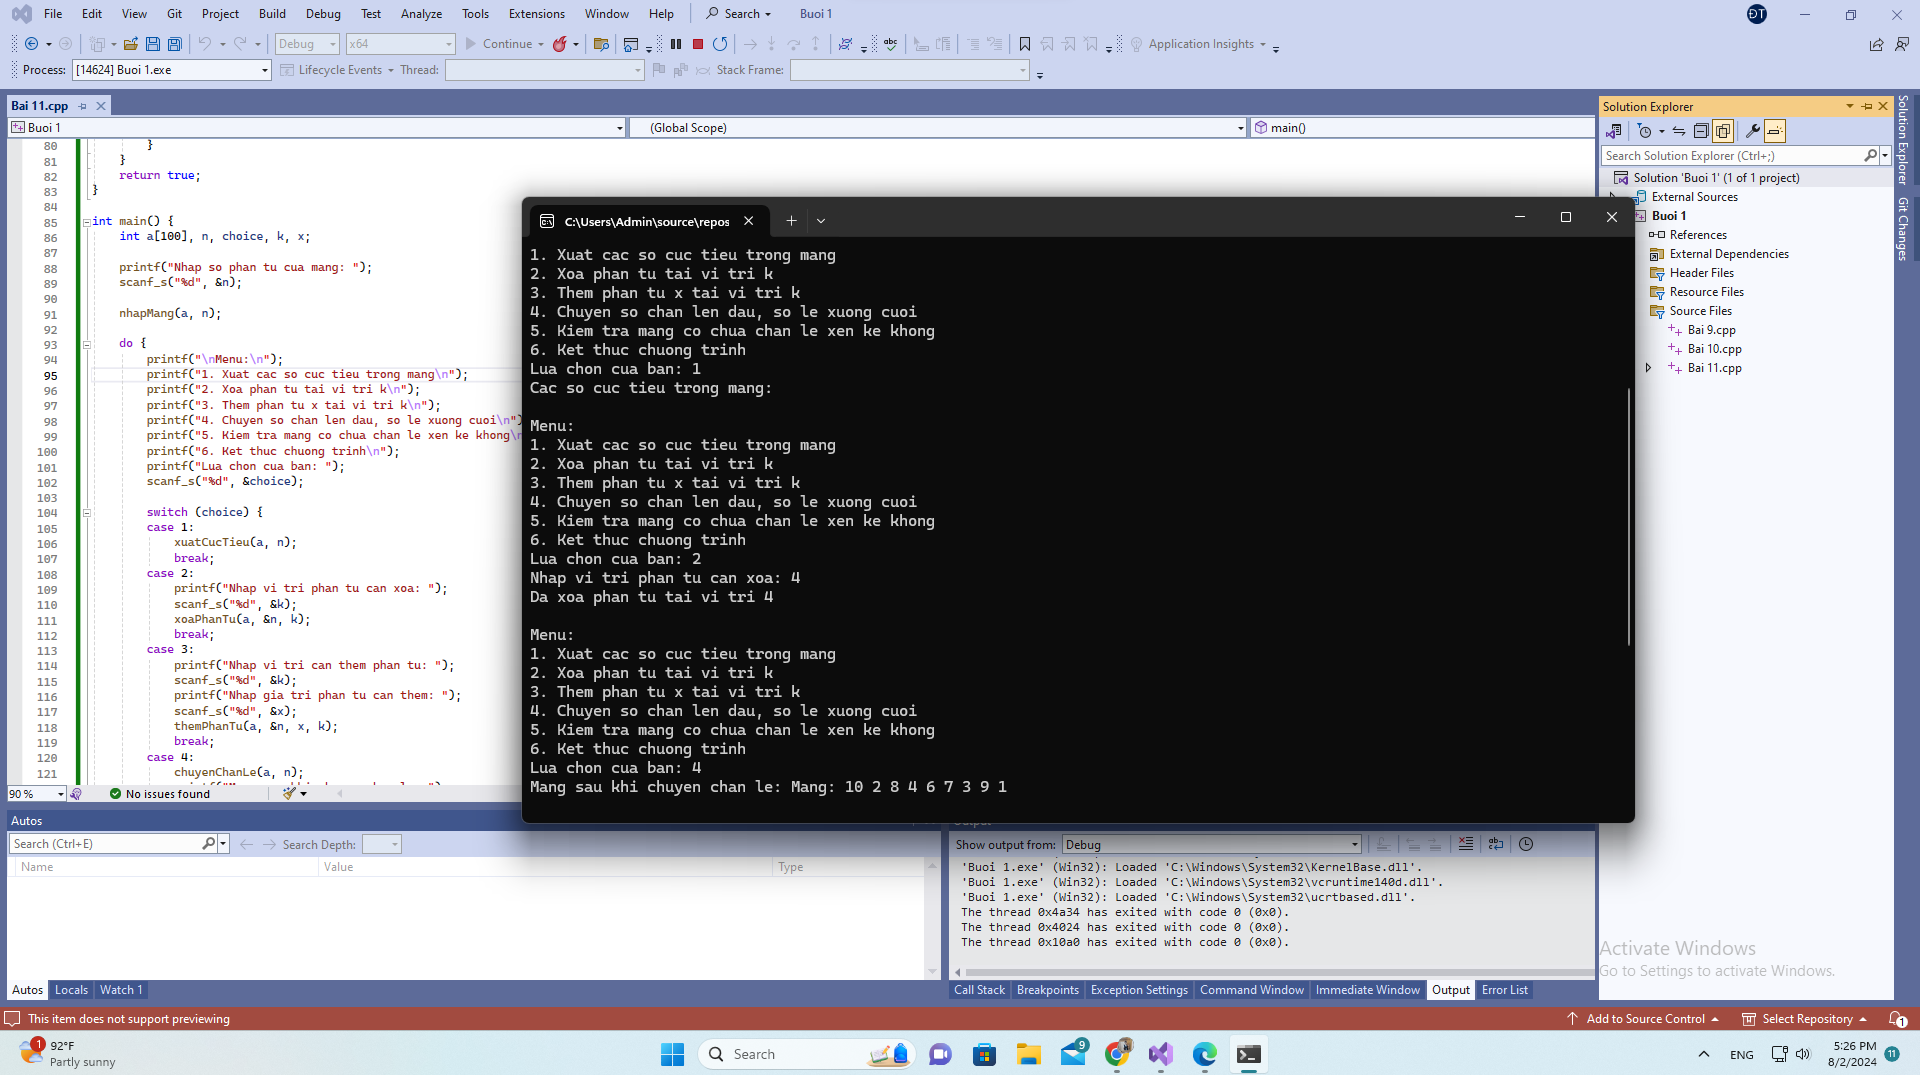 File Edit View Git Project Build Debug Test Analyze Tools Extensions Window Help Search Buoi 1 ĐT
Debug x64 Continue Application Insights
Process: [14624] Buoi 1.exe Lifecycle Events Thread: Stack Frame:
Bai 11.cpp
Buoi 1 (Global Scope) main()
80 }
81 }
82 return true;
83 }
84
85 int main() {
86 int a[100], n, choice, k, x;
87
88 printf("Nhap so phan tu cua mang: ");
89 scanf_s("%d", &n);
90
91 nhapMang(a, n);
92
93 do {
94 printf("\nMenu:\n");
95 printf("1. Xuat cac so cuc tieu trong mang\n");
96 printf("2. Xoa phan tu tai vi tri k\n");
97 printf("3. Them phan tu x tai vi tri k\n");
98 printf("4. Chuyen so chan len dau, so le xuong cuoi\n")
99 printf("5. Kiem tra mang co chua chan le xen ke khong\n
100 printf("6. Ket thuc chuong trinh\n");
101 printf("Lua chon cua ban: ");
102 scanf_s("%d", &choice);
103
104 switch (choice) {
105 case 1:
106 xuatCucTieu(a, n);
107 break;
108 case 2:
109 printf("Nhap vi tri phan tu can xoa: ");
110 scanf_s("%d", &k);
111 xoaPhanTu(a, &n, k);
112 break;
113 case 3:
114 printf("Nhap vi tri can them phan tu: ");
115 scanf_s("%d", &k);
116 printf("Nhap gia tri phan tu can them: ");
117 scanf_s("%d", &x);
118 themPhanTu(a, &n, x, k);
119 break;
120 case 4:
121 chuyenChanLe(a, n);
90 % No issues found
C:\Users\Admin\source\repos
1. Xuat cac so cuc tieu trong mang
2. Xoa phan tu tai vi tri k
3. Them phan tu x tai vi tri k
4. Chuyen so chan len dau, so le xuong cuoi
5. Kiem tra mang co chua chan le xen ke khong
6. Ket thuc chuong trinh
Lua chon cua ban: 1
Cac so cuc tieu trong mang:
Menu:
1. Xuat cac so cuc tieu trong mang
2. Xoa phan tu tai vi tri k
3. Them phan tu x tai vi tri k
4. Chuyen so chan len dau, so le xuong cuoi
5. Kiem tra mang co chua chan le xen ke khong
6. Ket thuc chuong trinh
Lua chon cua ban: 2
Nhap vi tri phan tu can xoa: 4
Da xoa phan tu tai vi tri 4
Menu:
1. Xuat cac so cuc tieu trong mang
2. Xoa phan tu tai vi tri k
3. Them phan tu x tai vi tri k
4. Chuyen so chan len dau, so le xuong cuoi
5. Kiem tra mang co chua chan le xen ke khong
6. Ket thuc chuong trinh
Lua chon cua ban: 4
Mang sau khi chuyen chan le: Mang: 10 2 8 4 6 7 3 9 1
Solution Explorer
Search Solution Explorer (Ctrl+;)
Solution 'Buoi 1' (1 of 1 project)
External Sources
Buoi 1
References
External Dependencies
Header Files
Resource Files
Source Files
Bai 9.cpp
Bai 10.cpp
Bai 11.cpp
Solution Explorer
Git Changes
Autos
Search (Ctrl+E) Search Depth:
Name Value Type
Autos Locals Watch 1
Show output from: Debug
'Buoi 1.exe' (Win32): Loaded 'C:\Windows\System32\KernelBase.dll'.
'Buoi 1.exe' (Win32): Loaded 'C:\Windows\System32\vcruntime140d.dll'.
'Buoi 1.exe' (Win32): Loaded 'C:\Windows\System32\ucrtbased.dll'.
The thread 0x4a34 has exited with code 0 (0x0).
The thread 0x4024 has exited with code 0 (0x0).
The thread 0x10a0 has exited with code 0 (0x0).
Call Stack Breakpoints Exception Settings Command Window Immediate Window Output Error List
Activate Windows
Go to Settings to activate Windows.
This item does not support previewing Add to Source Control Select Repository 1
1 92°F
Partly sunny
Search 9 ENG 5:26 PM
8/2/2024 11